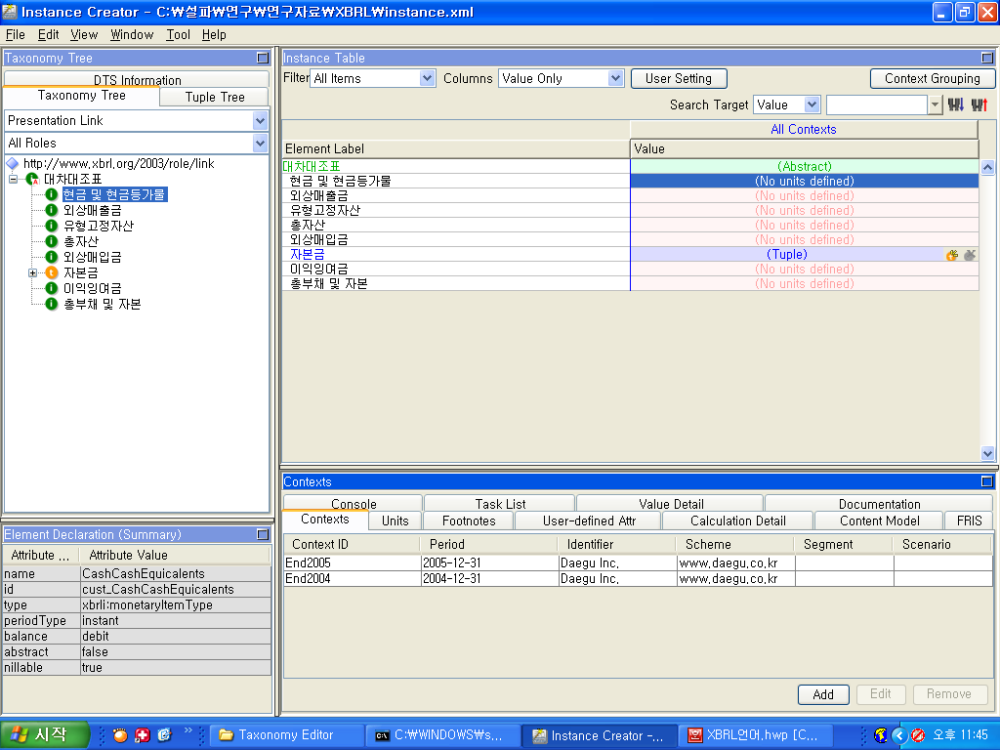 Instance Creator - C:₩설파₩연구₩연구자료₩XBRL₩instance.xml
File Edit View Window Tool Help
Taxonomy Tree
DTS Information
Taxonomy Tree Tuple Tree
Presentation Link
All Roles
http://www.xbrl.org/2003/role/link
대차대조표
현금 및 현금등가물
외상매출금
유형고정자산
총자산
외상매입금
자본금
이익잉여금
총부채 및 자본
Element Declaration (Summary)
Attribute ... Attribute Value
name CashCashEquicalents
id cust_CashCashEquicalents
type xbrli:monetaryItemType
periodType instant
balance debit
abstract false
nillable true
Instance Table
Filter All Items Columns Value Only User Setting Context Grouping
Search Target Value
All Contexts
Element Label Value
대차대조표 (Abstract)
현금 및 현금등가물 (No units defined)
외상매출금 (No units defined)
유형고정자산 (No units defined)
총자산 (No units defined)
외상매입금 (No units defined)
자본금 (Tuple)
이익잉여금 (No units defined)
총부채 및 자본 (No units defined)
Contexts
Console Task List Value Detail Documentation
Contexts Units Footnotes User-defined Attr Calculation Detail Content Model FRIS
Context ID Period Identifier Scheme Segment Scenario
End2005 2005-12-31 Daegu Inc. www.daegu.co.kr
End2004 2004-12-31 Daegu Inc. www.daegu.co.kr
Add Edit Remove
시작 Taxonomy Editor C:₩WINDOWS₩s... Instance Creator -... XBRL언어.hwp [C... 오후 11:45